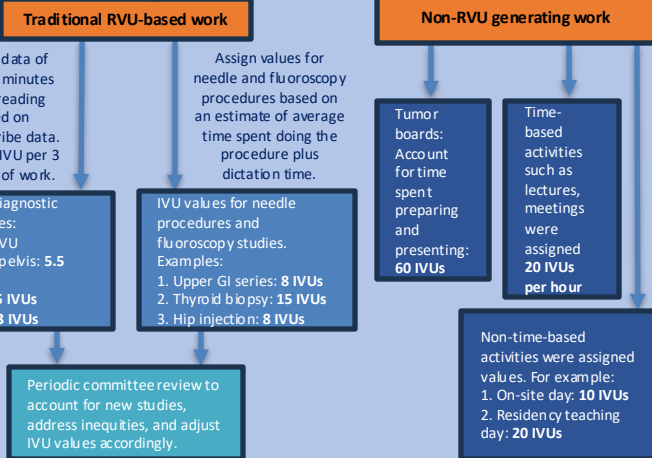 Traditional RVU-based work
Non-RVU generating work
data of
minutes
reading
on
ribe data.
IVU per 3
of work.
Assign values for
needle and fluoroscopy
procedures based on
an estimate of average
time spent doing the
procedure plus
dictation time.
iagnostic
es:
VU
pelvis: 5.5
IVUs
IVUs
IVU values for needle
procedures and
fluoroscopy studies.
Examples:
1. Upper GI series: 8 IVUs
2. Thyroid biopsy: 15 IVUs
3. Hip injection: 8 IVUs
Periodic committee review to
account for new studies,
address inequities, and adjust
IVU values accordingly.
Tumor
boards:
Account
for time
spent
preparing
and
presenting:
60 IVUs
Time-
based
activities
such as
lectures,
meetings
were
assigned
20 IVUs
per hour
Non-time-based
activities were assigned
values. For example:
1. On-site day: 10 IVUs
2. Residency teaching
day: 20 IVUs